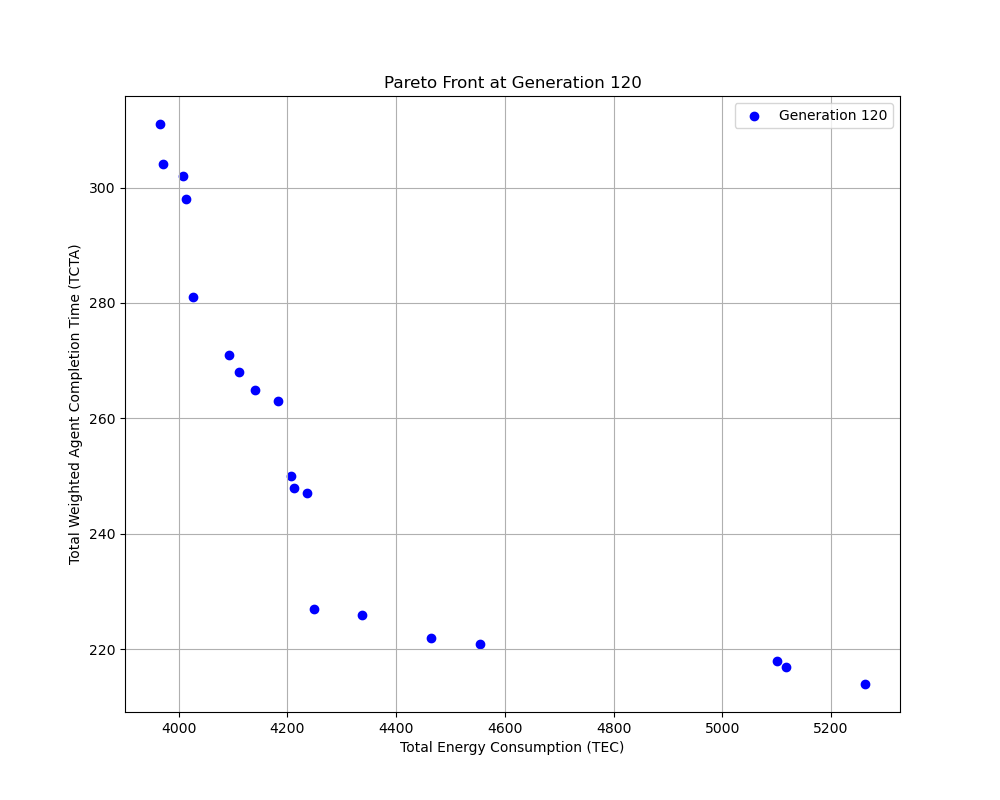 Pareto Front at Generation 120
Generation 120
300
280
260
240
220
Total Weighted Agent Completion Time (TCTA)
4000 4200 4400 4600 4800 5000 5200
Total Energy Consumption (TEC)